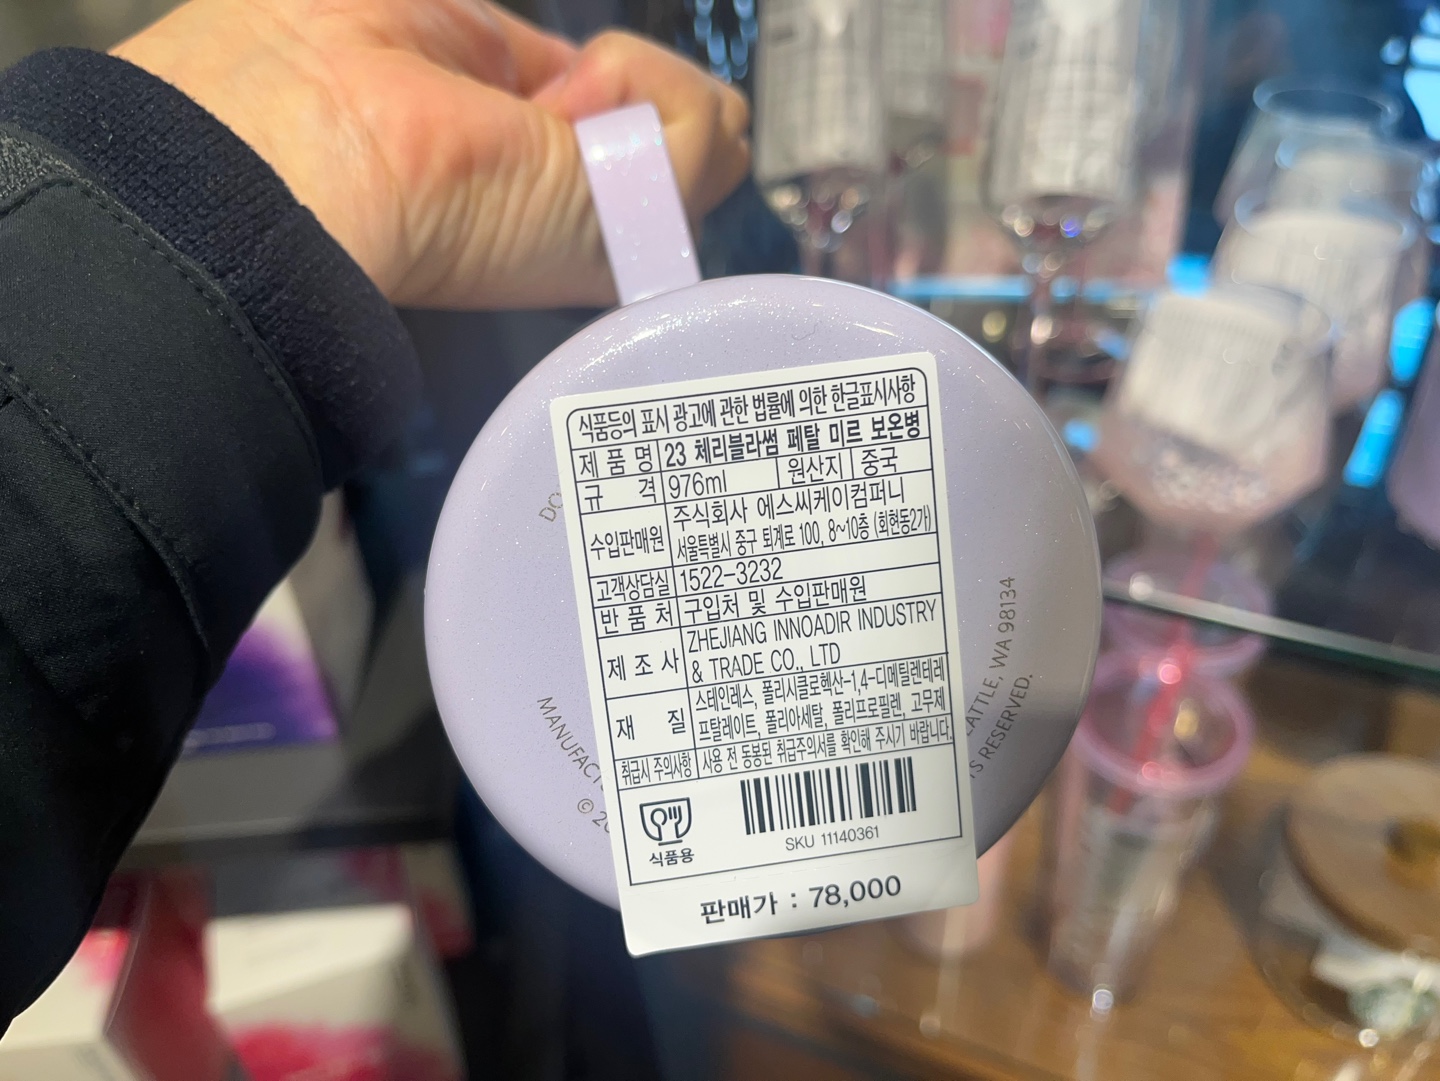 식품등의 표시 광고에 관한 법률에 의한 한글표시사항
제 품 명 23 체리블라썸 페탈 미르 보온병
규 격 976ml 원산지 중국
수입판매원 주식회사 에스씨케이컴퍼니
서울특별시 중구 퇴계로 100, 8~10층 (회현동2가)
고객상담실 1522-3232
반 품 처 구입처 및 수입판매원
제 조 사 ZHEJIANG INNOADIR INDUSTRY
& TRADE CO., LTD
재 질 스테인레스, 폴리시클로헥산-1,4-디메틸렌테레
프탈레이트, 폴리아세탈, 폴리프로필렌, 고무제
취급시 주의사항 사용 전 동봉된 취급주의서를 확인해 주시기 바랍니다.
식품용
SKU 11140361
판매가 : 78,000
DO
MANUFACT
© 20
EATTLE, WA 98134
TS RESERVED.